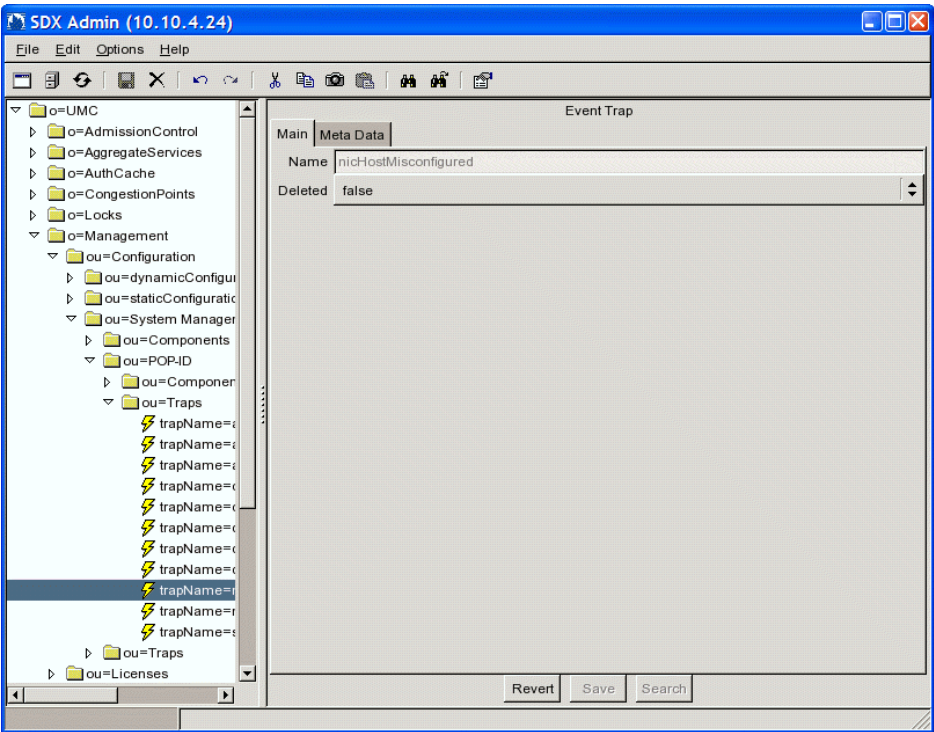 SDX Admin (10.10.4.24)
File Edit Options Help
o=UMC
o=AdmissionControl
o=AggregateServices
o=AuthCache
o=CongestionPoints
o=Locks
o=Management
ou=Configuration
ou=dynamicConfigur
ou=staticConfiguratic
ou=System Manager
ou=Components
ou=POP-ID
ou=Componen
ou=Traps
trapName=a
trapName=a
trapName=a
trapName=c
trapName=c
trapName=c
trapName=c
trapName=c
trapName=n
trapName=r
trapName=s
ou=Traps
ou=Licenses
Event Trap
Main Meta Data
Name nicHostMisconfigured
Deleted false
Revert Save Search